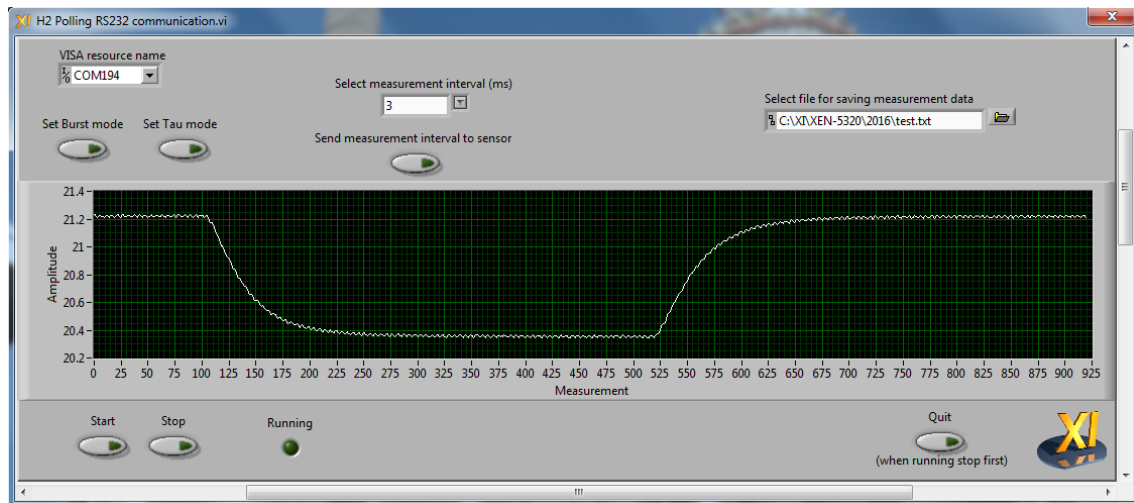 H2 Polling RS232 communication.vi
VISA resource name
COM194
Select measurement interval (ms)
3
Select file for saving measurement data
C:\XI\XEN-5320\2016\test.txt
Set Burst mode Set Tau mode
Send measurement interval to sensor
21.4
21.2
21
20.8
20.6
20.4
20.2
Amplitude
0 25 50 75 100 125 150 175 200 225 250 275 300 325 350 375 400 425 450 475 500 525 550 575 600 625 650 675 700 725 750 775 800 825 850 875 900 925
Measurement
Start Stop Running Quit
(when running stop first)
XI